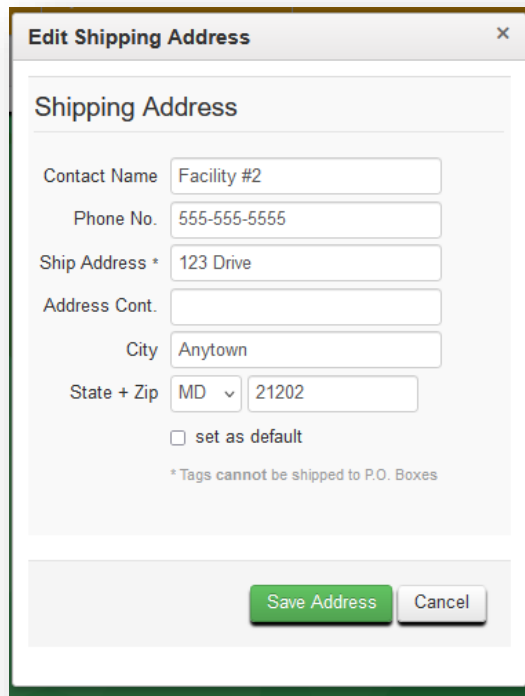 Edit Shipping Address ×
Shipping Address
Contact Name Facility #2
Phone No. 555-555-5555
Ship Address * 123 Drive
Address Cont.
City Anytown
State + Zip MD 21202
set as default
* Tags cannot be shipped to P.O. Boxes
Save Address Cancel